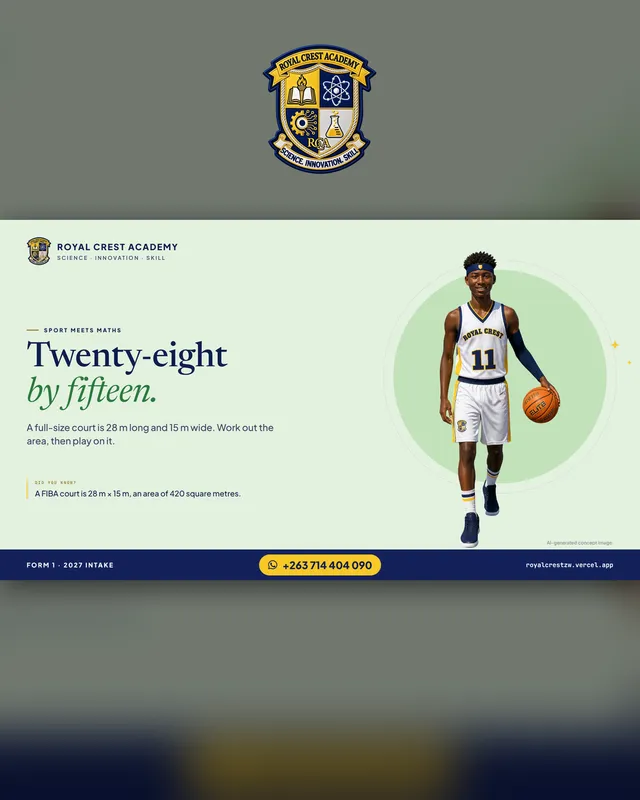 ROYAL CREST ACADEMY
RCA
SCIENCE. INNOVATION. SKILL
ROYAL CREST ACADEMY
SCIENCE · INNOVATION · SKILL
SPORT MEETS MATHS
Twenty-eight
by fifteen.
A full-size court is 28 m long and 15 m wide. Work out the
area, then play on it.
DID YOU KNOW?
A FIBA court is 28 m × 15 m, an area of 420 square metres.
ROYAL CREST
11
ELITE
AI-generated concept image
FORM 1 · 2027 INTAKE
+263 714 404 090
royalcrestzw.vercel.app